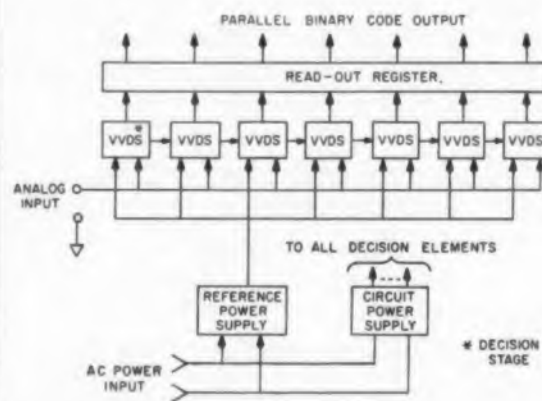 PARALLEL BINARY CODE OUTPUT
READ-OUT REGISTER.
VVDS* VVDS VVDS VVDS VVDS VVDS VVDS
ANALOG
INPUT
TO ALL DECISION ELEMENTS
REFERENCE
POWER
SUPPLY
CIRCUIT
POWER
SUPPLY
* DECISION
STAGE
AC POWER
INPUT